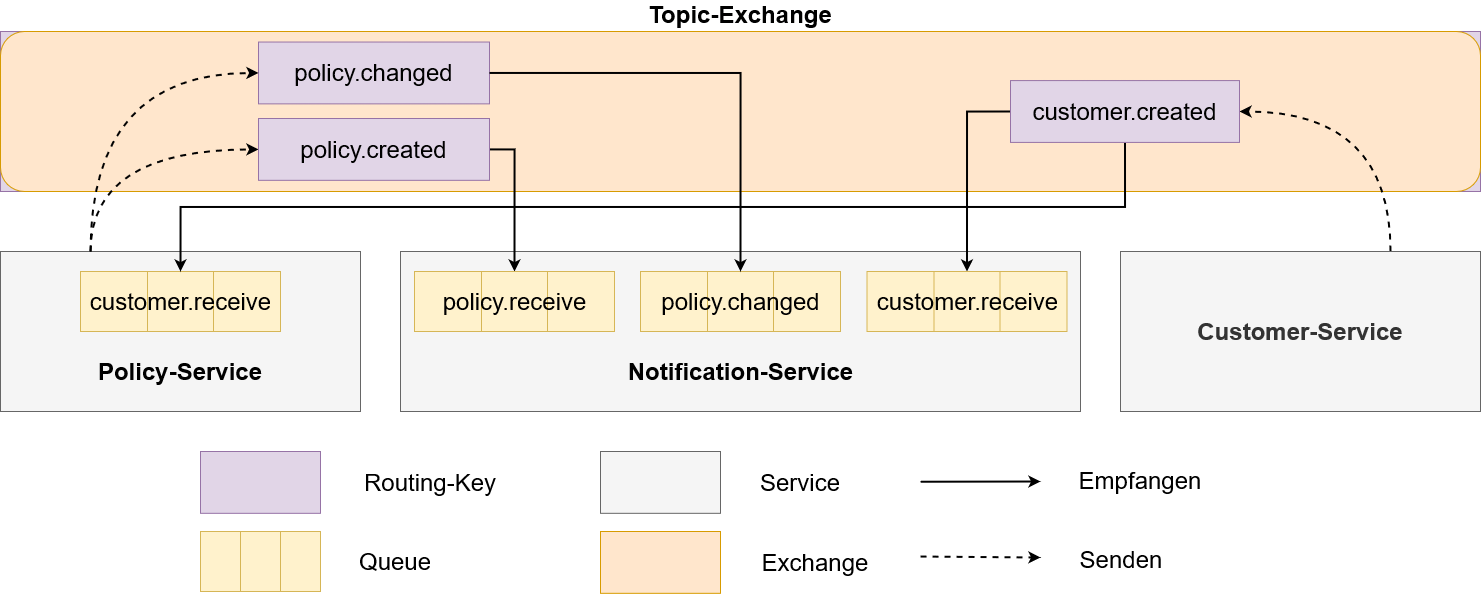 Topic-Exchange
policy.changed
customer.created
policy.created
customer.receive
policy.receive
policy.changed
customer.receive
Customer-Service
Policy-Service
Notification-Service
Routing-Key
Service
Empfangen
Queue
Exchange
Senden